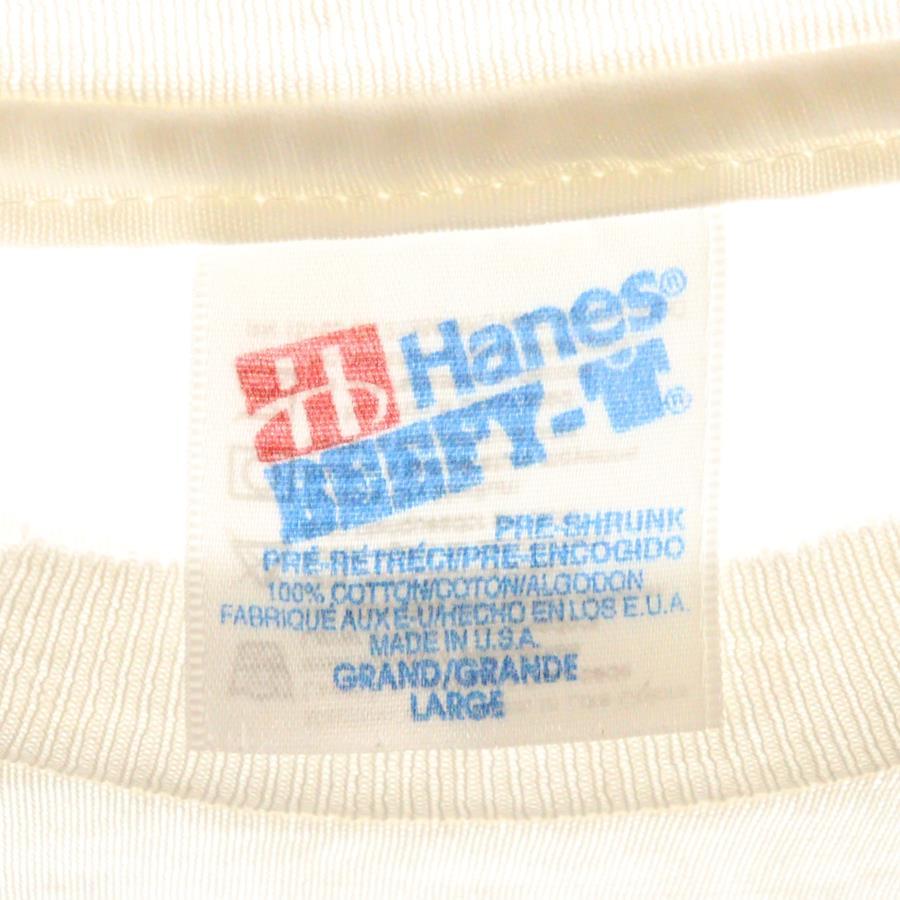 H Hanes®
BEEFY-T®
PRE-SHRUNK
PRÉ-RÉTRÉCI/PRE-ENCOGIDO
100% COTTON/COTON/ALGODON
FABRIQUÉ AUX É-U/HECHO EN LOS E.U.A.
MADE IN U.S.A.
GRAND/GRANDE
LARGE